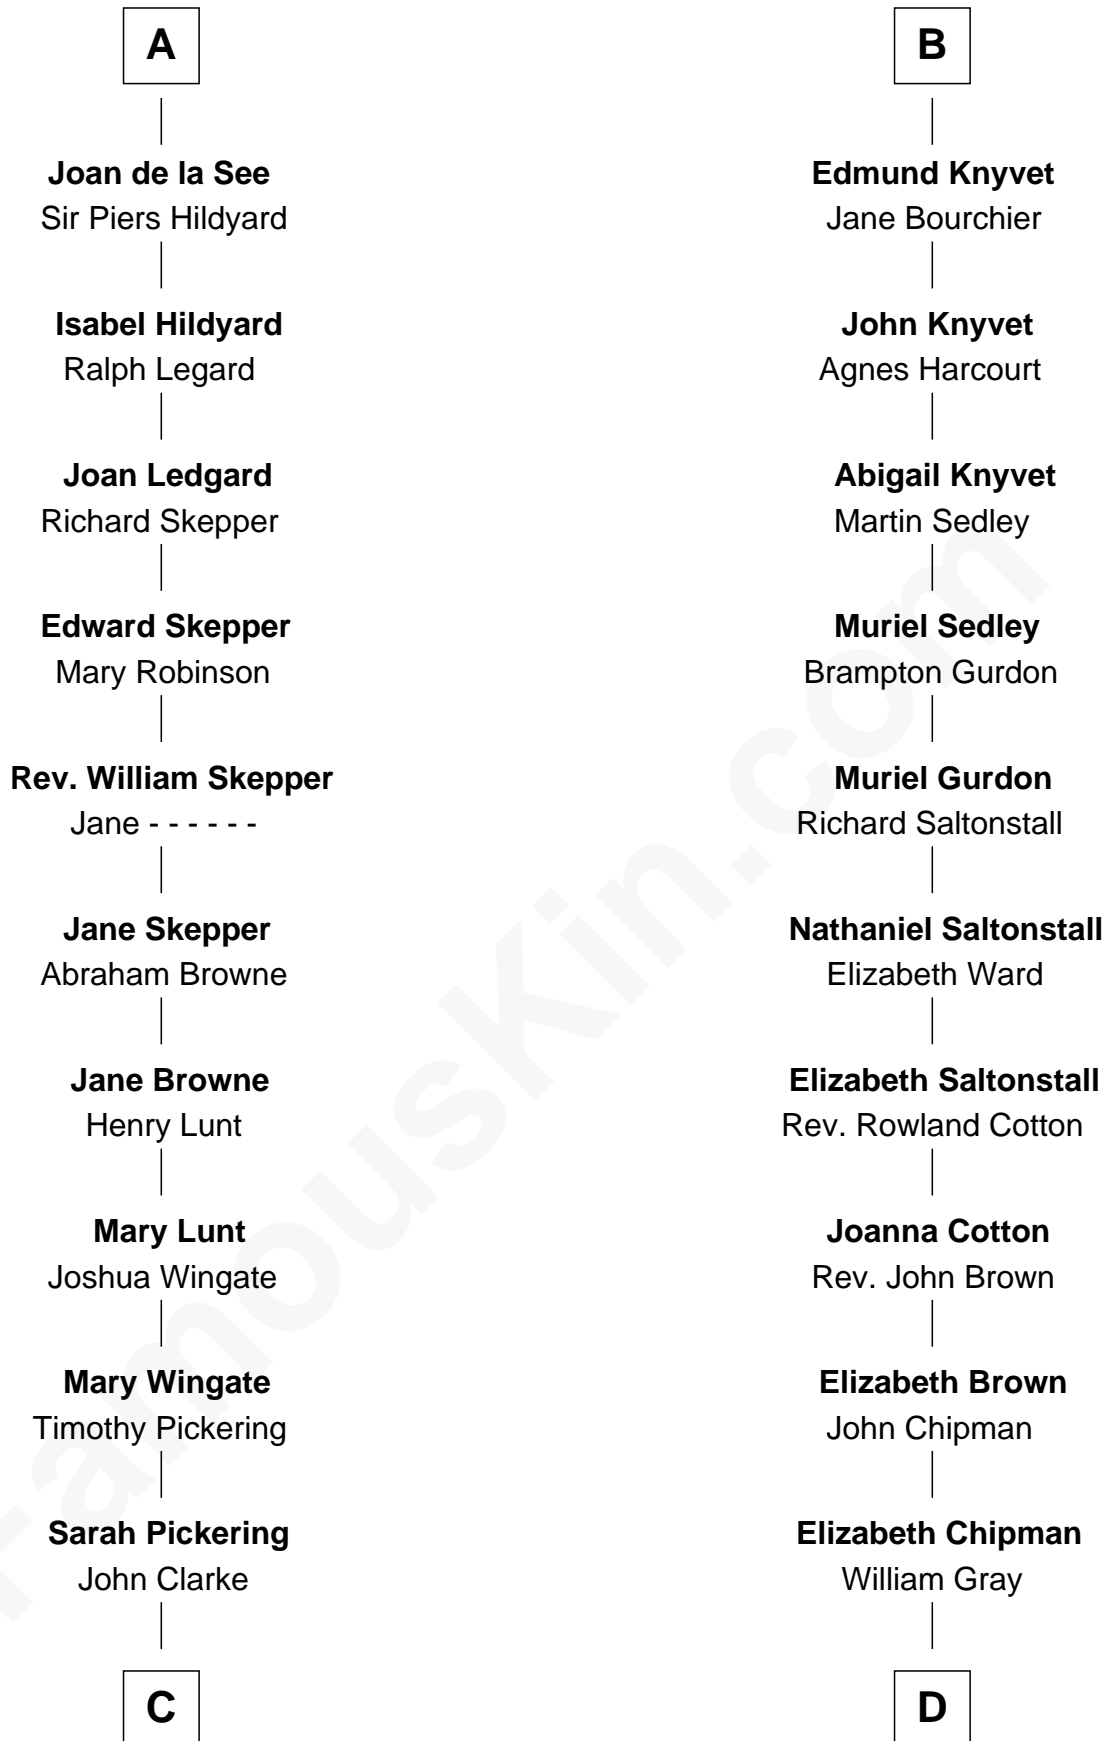 A
Joan de la See
Sir Piers Hildyard
Isabel Hildyard
Ralph Legard
Joan Ledgard
Richard Skepper
Edward Skepper
Mary Robinson
Rev. William Skepper
Jane - - - - - -
Jane Skepper
Abraham Browne
Jane Browne
Henry Lunt
Mary Lunt
Joshua Wingate
Mary Wingate
Timothy Pickering
Sarah Pickering
John Clarke
C
B
Edmund Knyvet
Jane Bourchier
John Knyvet
Agnes Harcourt
Abigail Knyvet
Martin Sedley
Muriel Sedley
Brampton Gurdon
Muriel Gurdon
Richard Saltonstall
Nathaniel Saltonstall
Elizabeth Ward
Elizabeth Saltonstall
Rev. Rowland Cotton
Joanna Cotton
Rev. John Brown
Elizabeth Brown
John Chipman
Elizabeth Chipman
William Gray
D
FamousKin.com